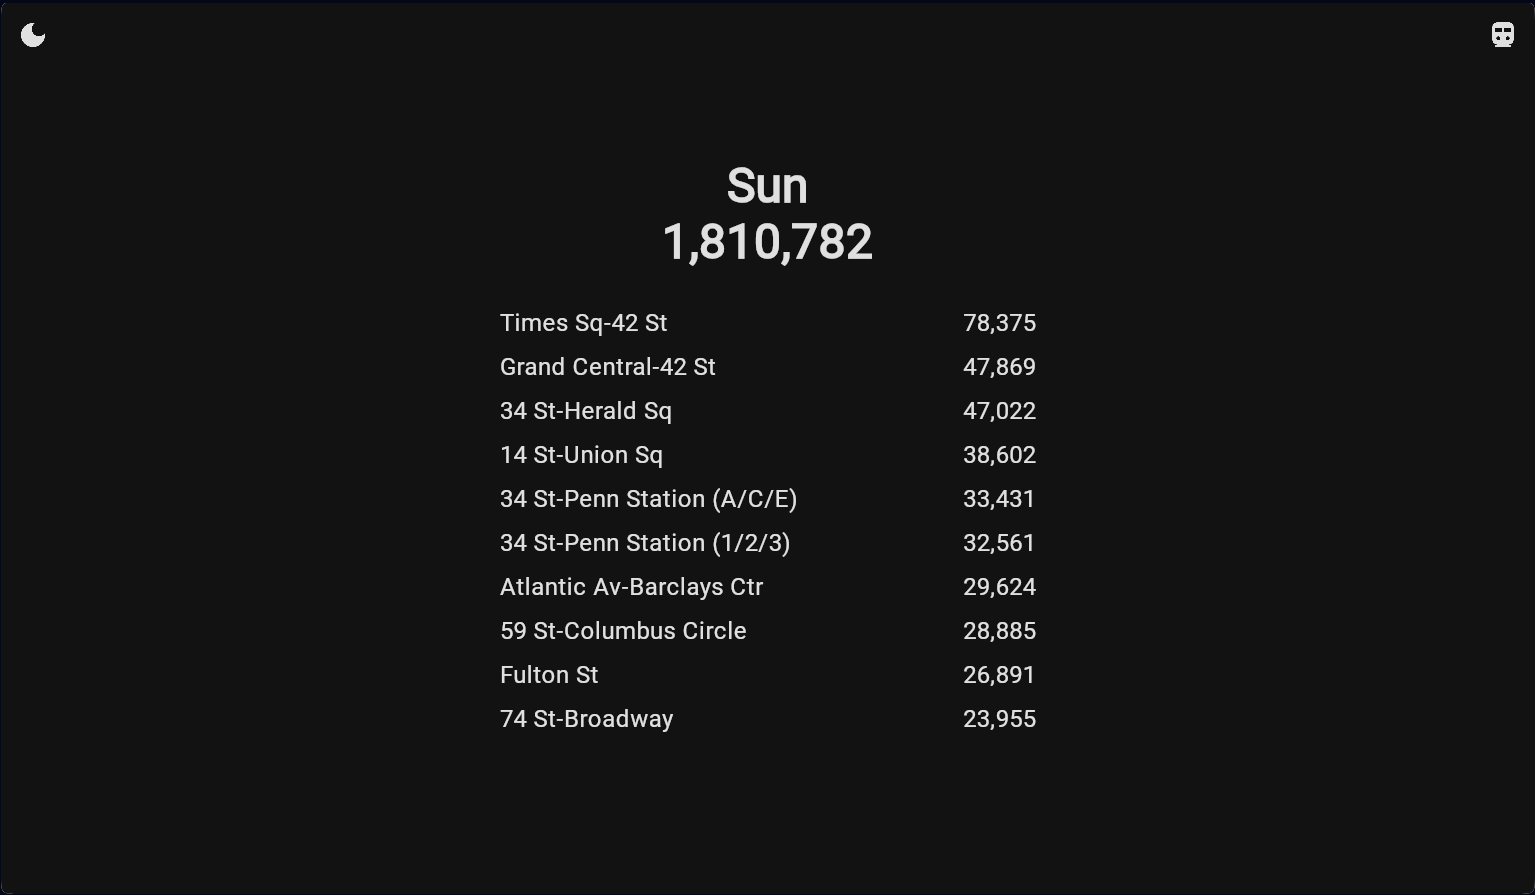 Sun
1,810,782
Times Sq-42 St 78,375
Grand Central-42 St 47,869
34 St-Herald Sq 47,022
14 St-Union Sq 38,602
34 St-Penn Station (A/C/E) 33,431
34 St-Penn Station (1/2/3) 32,561
Atlantic Av-Barclays Ctr 29,624
59 St-Columbus Circle 28,885
Fulton St 26,891
74 St-Broadway 23,955